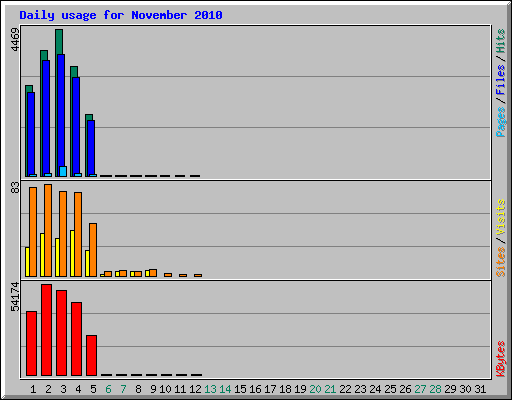 Daily usage for November 2010
4469
Pages / Files / Hits
83
Sites / Visits
54174
KBytes
1 2 3 4 5 6 7 8 9 10 11 12 13 14 15 16 17 18 19 20 21 22 23 24 25 26 27 28 29 30 31